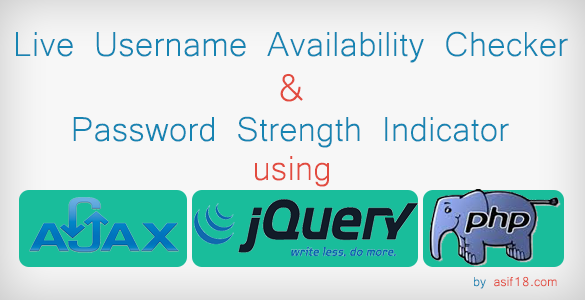 Live Username Availability Checker
&
Password Strength Indicator
using
AJAX jQuery php
write less, do more.
by asif18.com